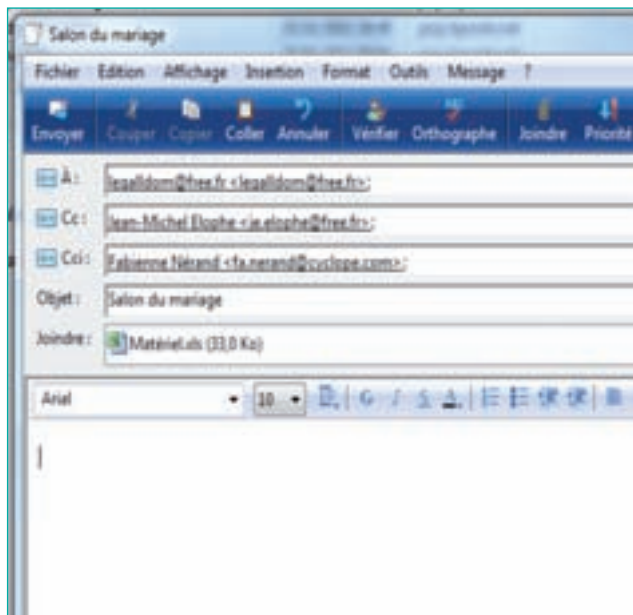 Salon du mariage
Fichier Edition Affichage Insertion Format Outils Message ?
Envoyer Couper Copier Coller Annuler Vérifier Orthographe Joindre Priorité
À : legalldom@free.fr <legalldom@free.fr>;
Cc : Jean-Michel Elophe <je.elophe@free.fr>;
Cci : Fabienne Nérand <fa.nerand@cyclope.com>;
Objet : Salon du mariage
Joindre : Matériel.xls (33,0 Ko)
Arial 10 G I S A